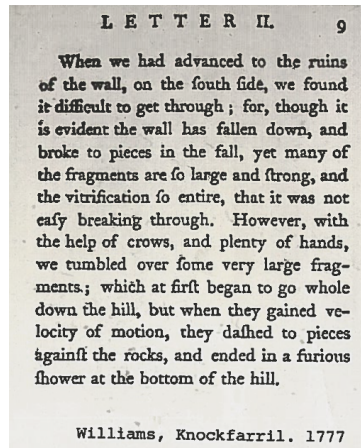 LETTER II. 9
When we had advanced to the ruins
of the wall, on the ſouth ſide, we found
it difficult to get through; for, though it
is evident the wall has fallen down, and
broke to pieces in the fall, yet many of
the fragments are ſo large and ſtrong, and
the vitrification ſo entire, that it was not
eaſy breaking through. However, with
the help of crows, and plenty of hands,
we tumbled over ſome very large frag-
ments; which at firſt began to go whole
down the hill, but when they gained ve-
locity of motion, they daſhed to pieces
againſt the rocks, and ended in a furious
ſhower at the bottom of the hill.
Williams, Knockfarril. 1777